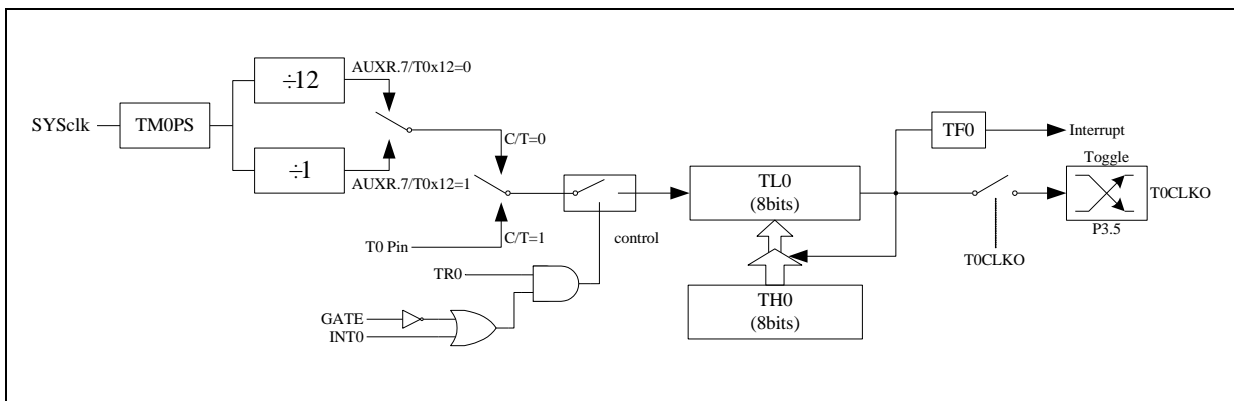 AUXR.7/T0x12=0
÷12
SYSclk
TM0PS
÷1
AUXR.7/T0x12=1
C/T=0
C/T=1
T0 Pin
control
TR0
GATE
INT0
TL0
(8bits)
TH0
(8bits)
TF0
Interrupt
Toggle
T0CLKO
P3.5
T0CLKO